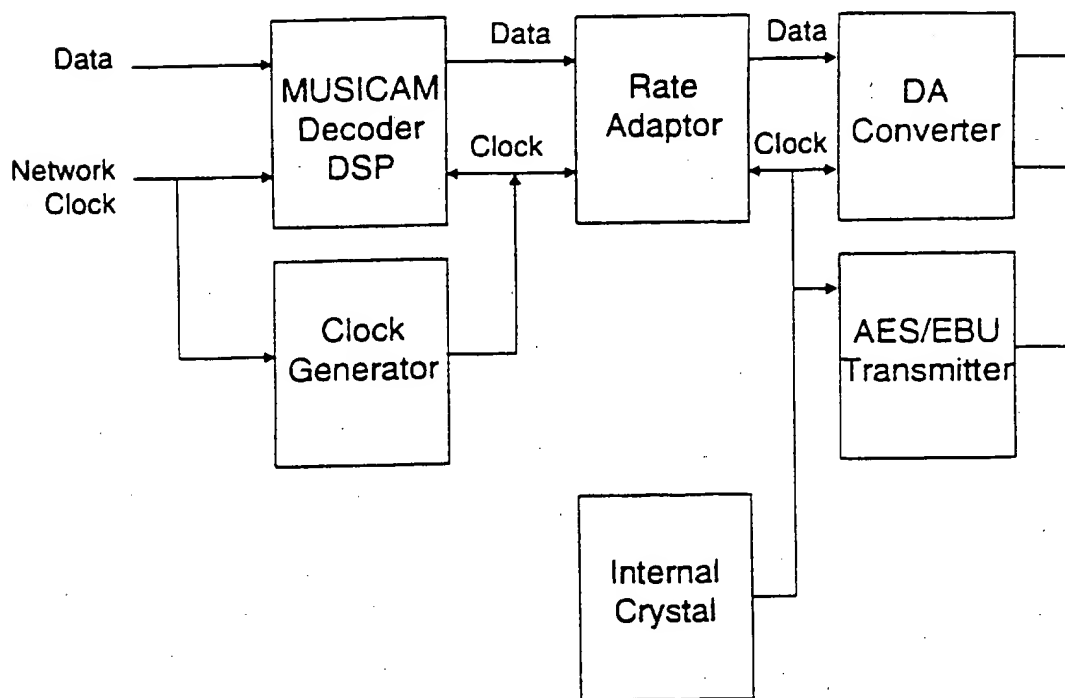 Data
MUSICAM
Decoder
DSP
Data
Rate
Adaptor
Data
DA
Converter
Network
Clock
Clock
Clock
Clock
Generator
AES/EBU
Transmitter
Internal
Crystal